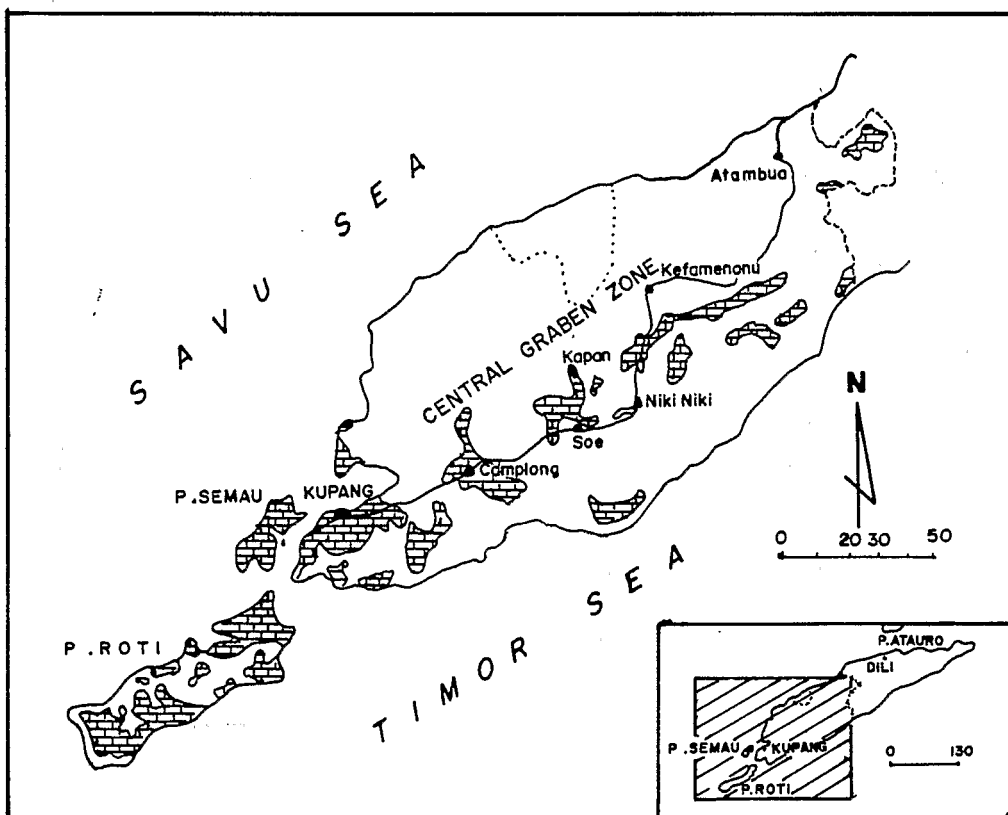 SAVU SEA
Atambua
Kefamenonu
CENTRAL GRABEN ZONE
Kapan
Niki Niki
Soe
Camplong
P.SEMAU
KUPANG
N
0 20 30 50
P.ROTI
TIMOR SEA
P.ATAURO
DILI
P.SEMAU
KUPANG
P.ROTI
0 130